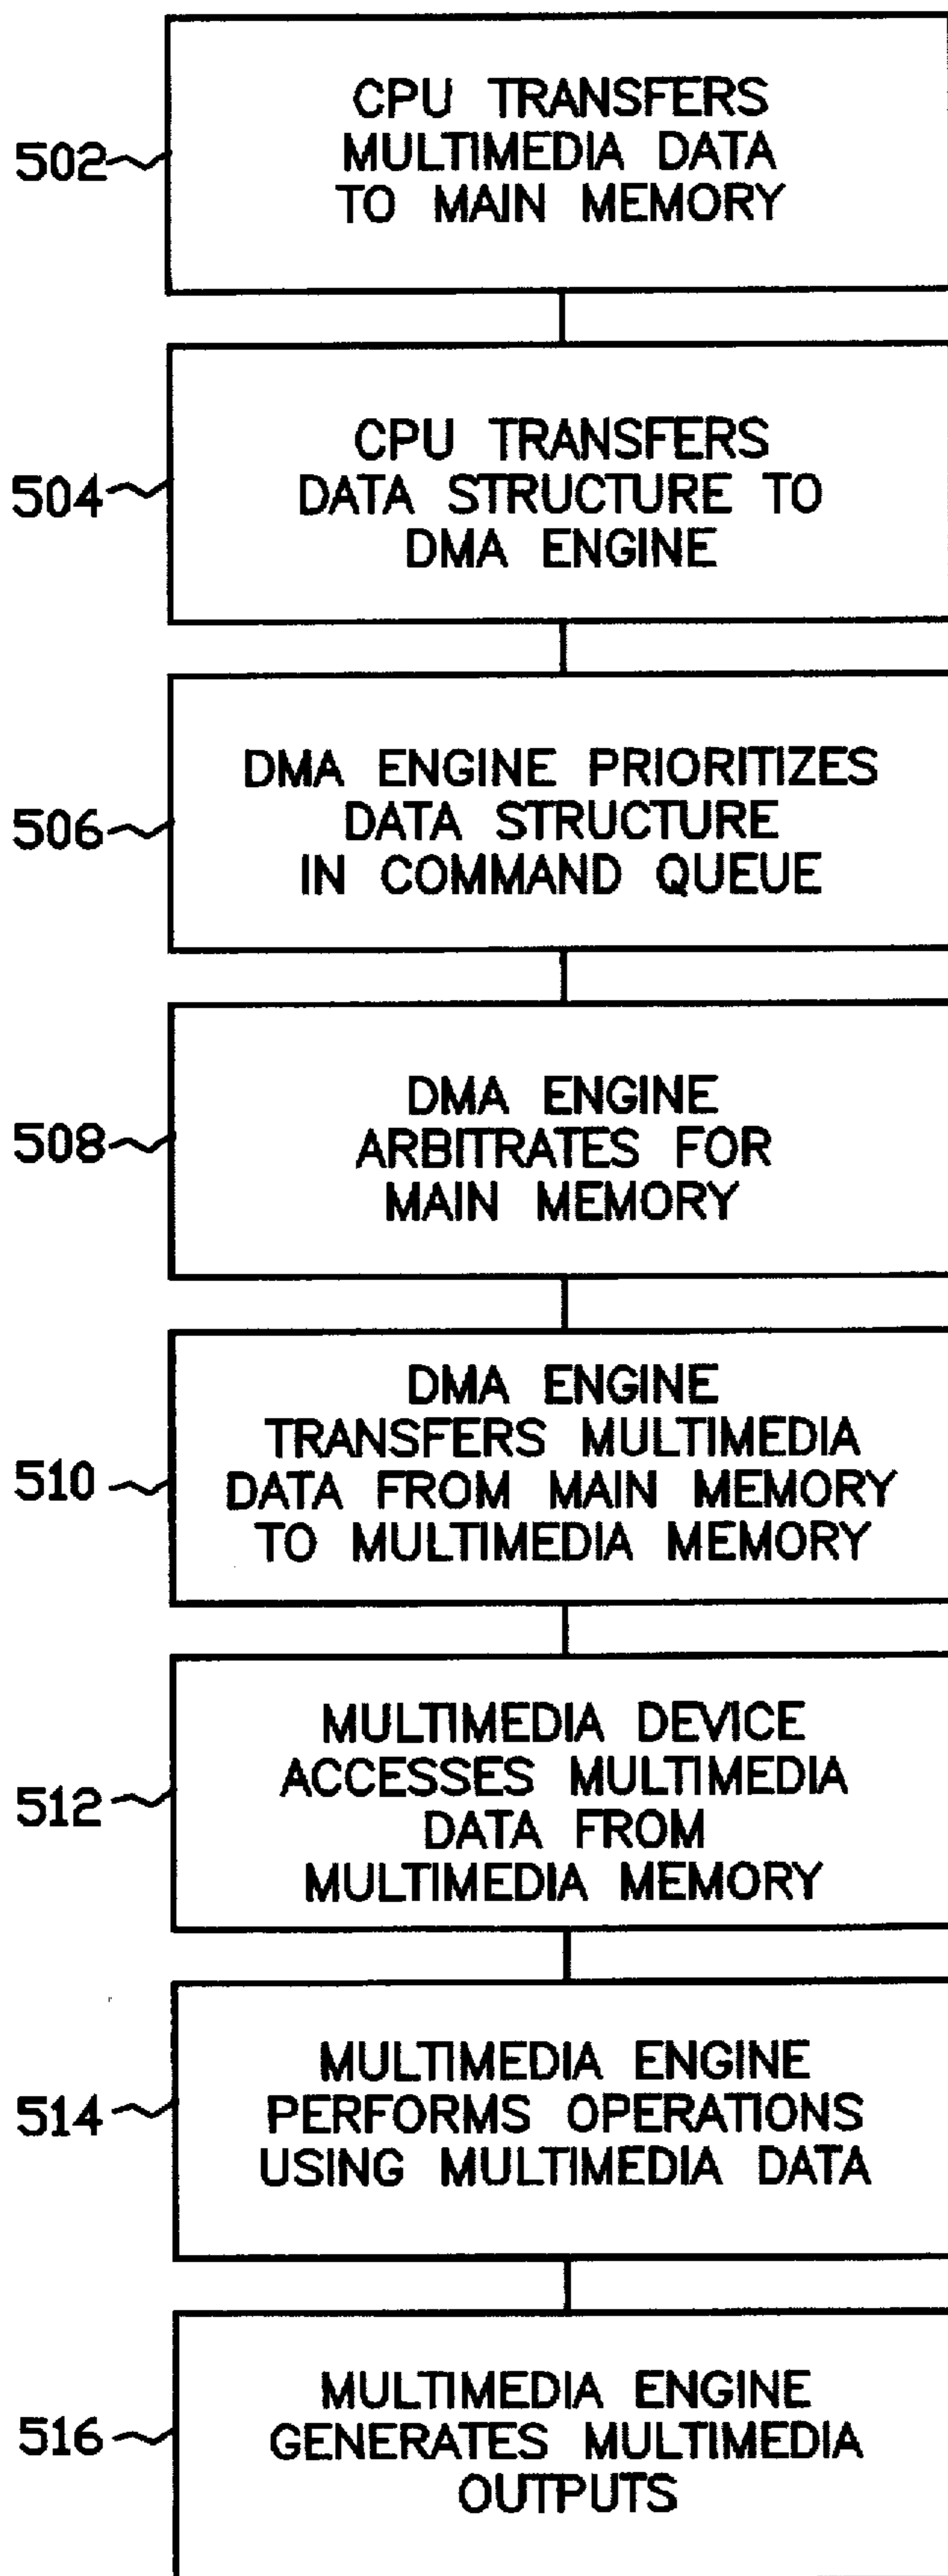 502
CPU TRANSFERS
MULTIMEDIA DATA
TO MAIN MEMORY
504
CPU TRANSFERS
DATA STRUCTURE TO
DMA ENGINE
506
DMA ENGINE PRIORITIZES
DATA STRUCTURE
IN COMMAND QUEUE
508
DMA ENGINE
ARBITRATES FOR
MAIN MEMORY
510
DMA ENGINE
TRANSFERS MULTIMEDIA
DATA FROM MAIN MEMORY
TO MULTIMEDIA MEMORY
512
MULTIMEDIA DEVICE
ACCESSES MULTIMEDIA
DATA FROM
MULTIMEDIA MEMORY
514
MULTIMEDIA ENGINE
PERFORMS OPERATIONS
USING MULTIMEDIA DATA
516
MULTIMEDIA ENGINE
GENERATES MULTIMEDIA
OUTPUTS